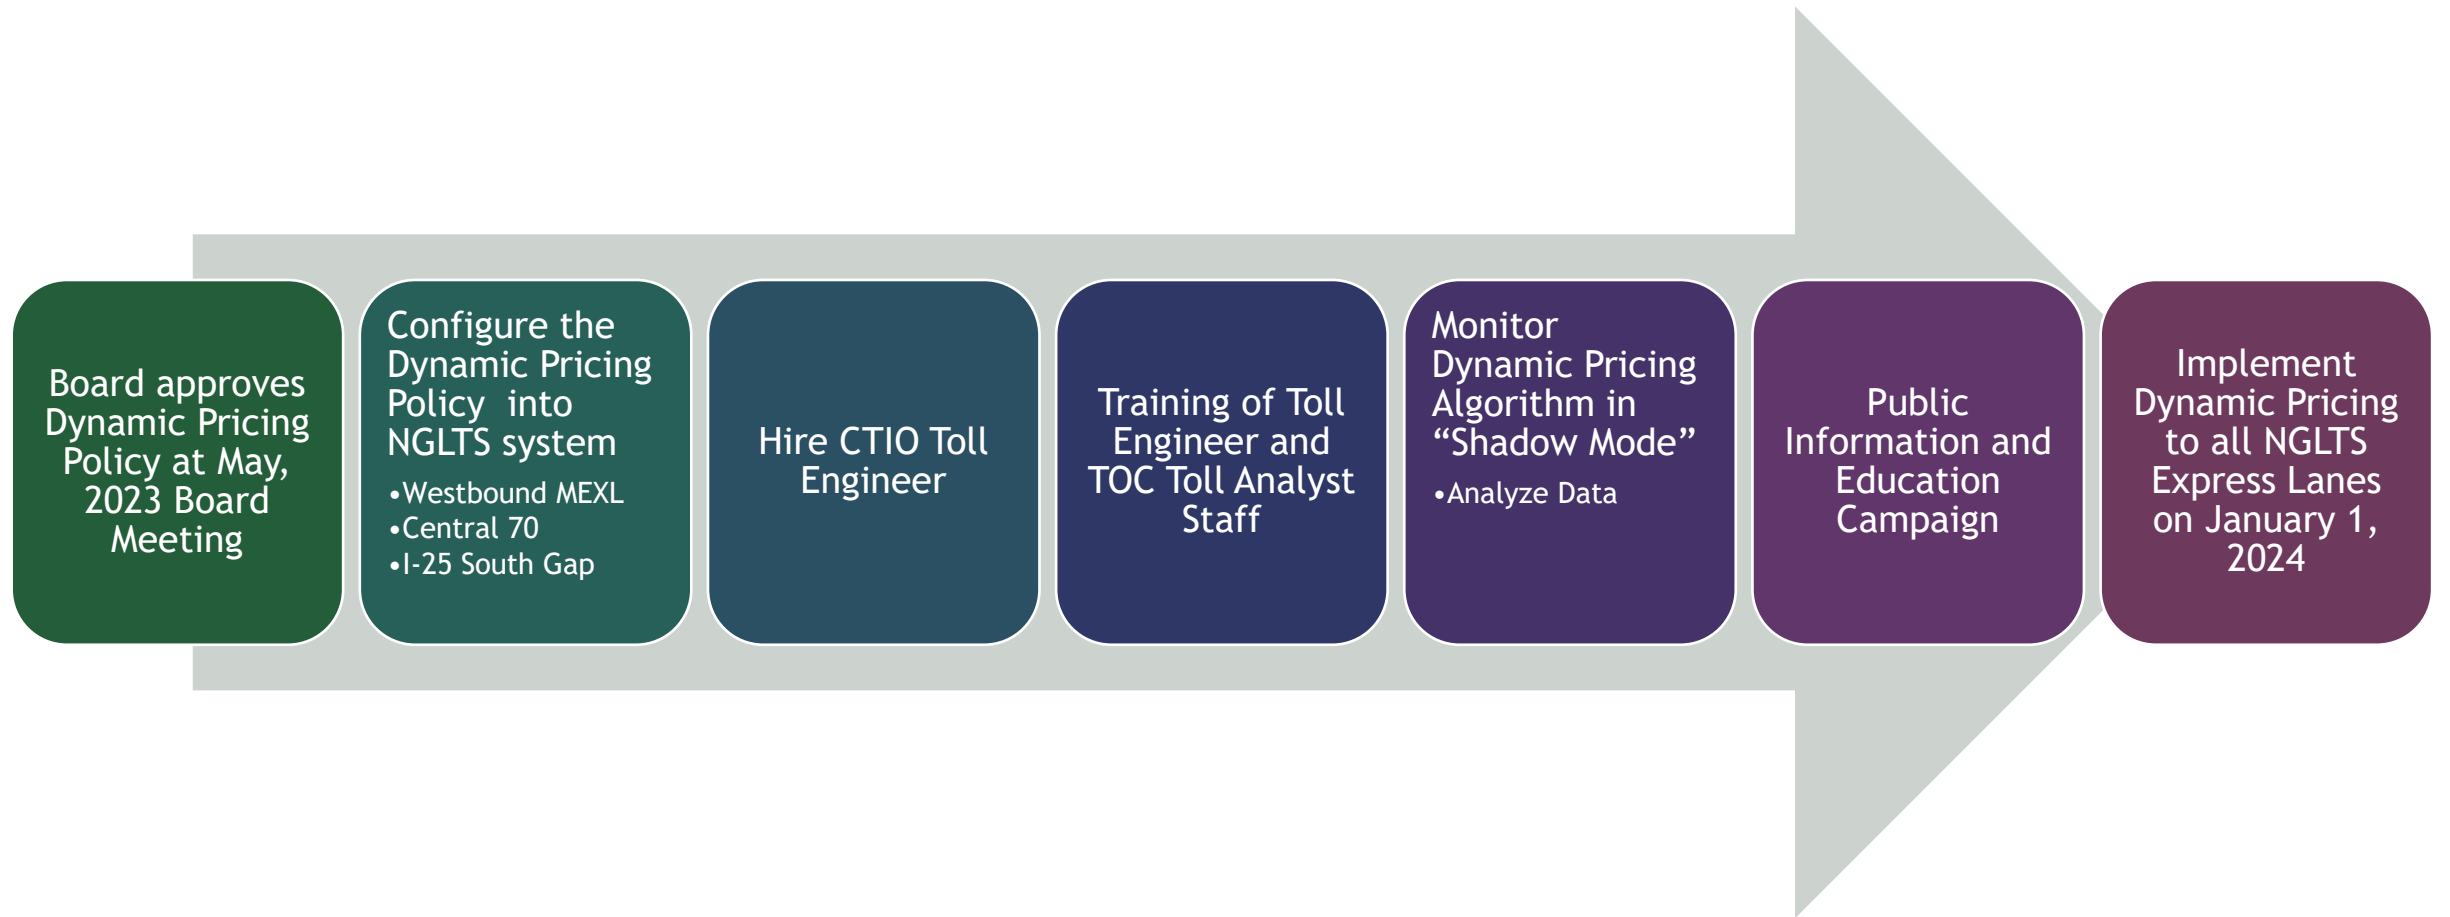 Board approves
Dynamic Pricing
Policy at May,
2023 Board
Meeting
Configure the
Dynamic Pricing
Policy  into
NGLTS system
•Westbound MEXL
•Central 70
•I-25 South Gap
Hire CTIO Toll
Engineer
Training of Toll
Engineer and
TOC Toll Analyst
Staff
Monitor
Dynamic Pricing
Algorithm in
“Shadow Mode”
•Analyze Data
Public
Information and
Education
Campaign
Implement
Dynamic Pricing
to all NGLTS
Express Lanes
on January 1,
2024